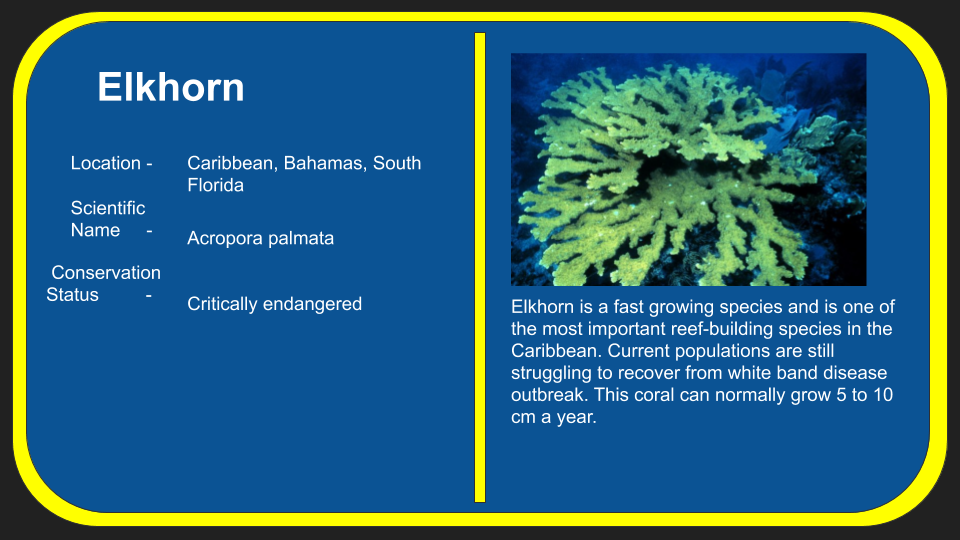 Elkhorn
Location - Caribbean, Bahamas, South
Florida
Scientific
Name -
Acropora palmata
Conservation
Status -
Critically endangered
Elkhorn is a fast growing species and is one of
the most important reef-building species in the
Caribbean. Current populations are still
struggling to recover from white band disease
outbreak. This coral can normally grow 5 to 10
cm a year.